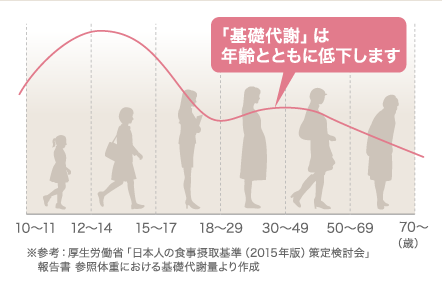 「基礎代謝」は
年齢とともに低下します
10〜11 12〜14 15〜17 18〜29 30〜49 50〜69 70〜
（歳）
※参考：厚生労働省「日本人の食事摂取基準（2015年版）策定検討会」
報告書 参照体重における基礎代謝量より作成